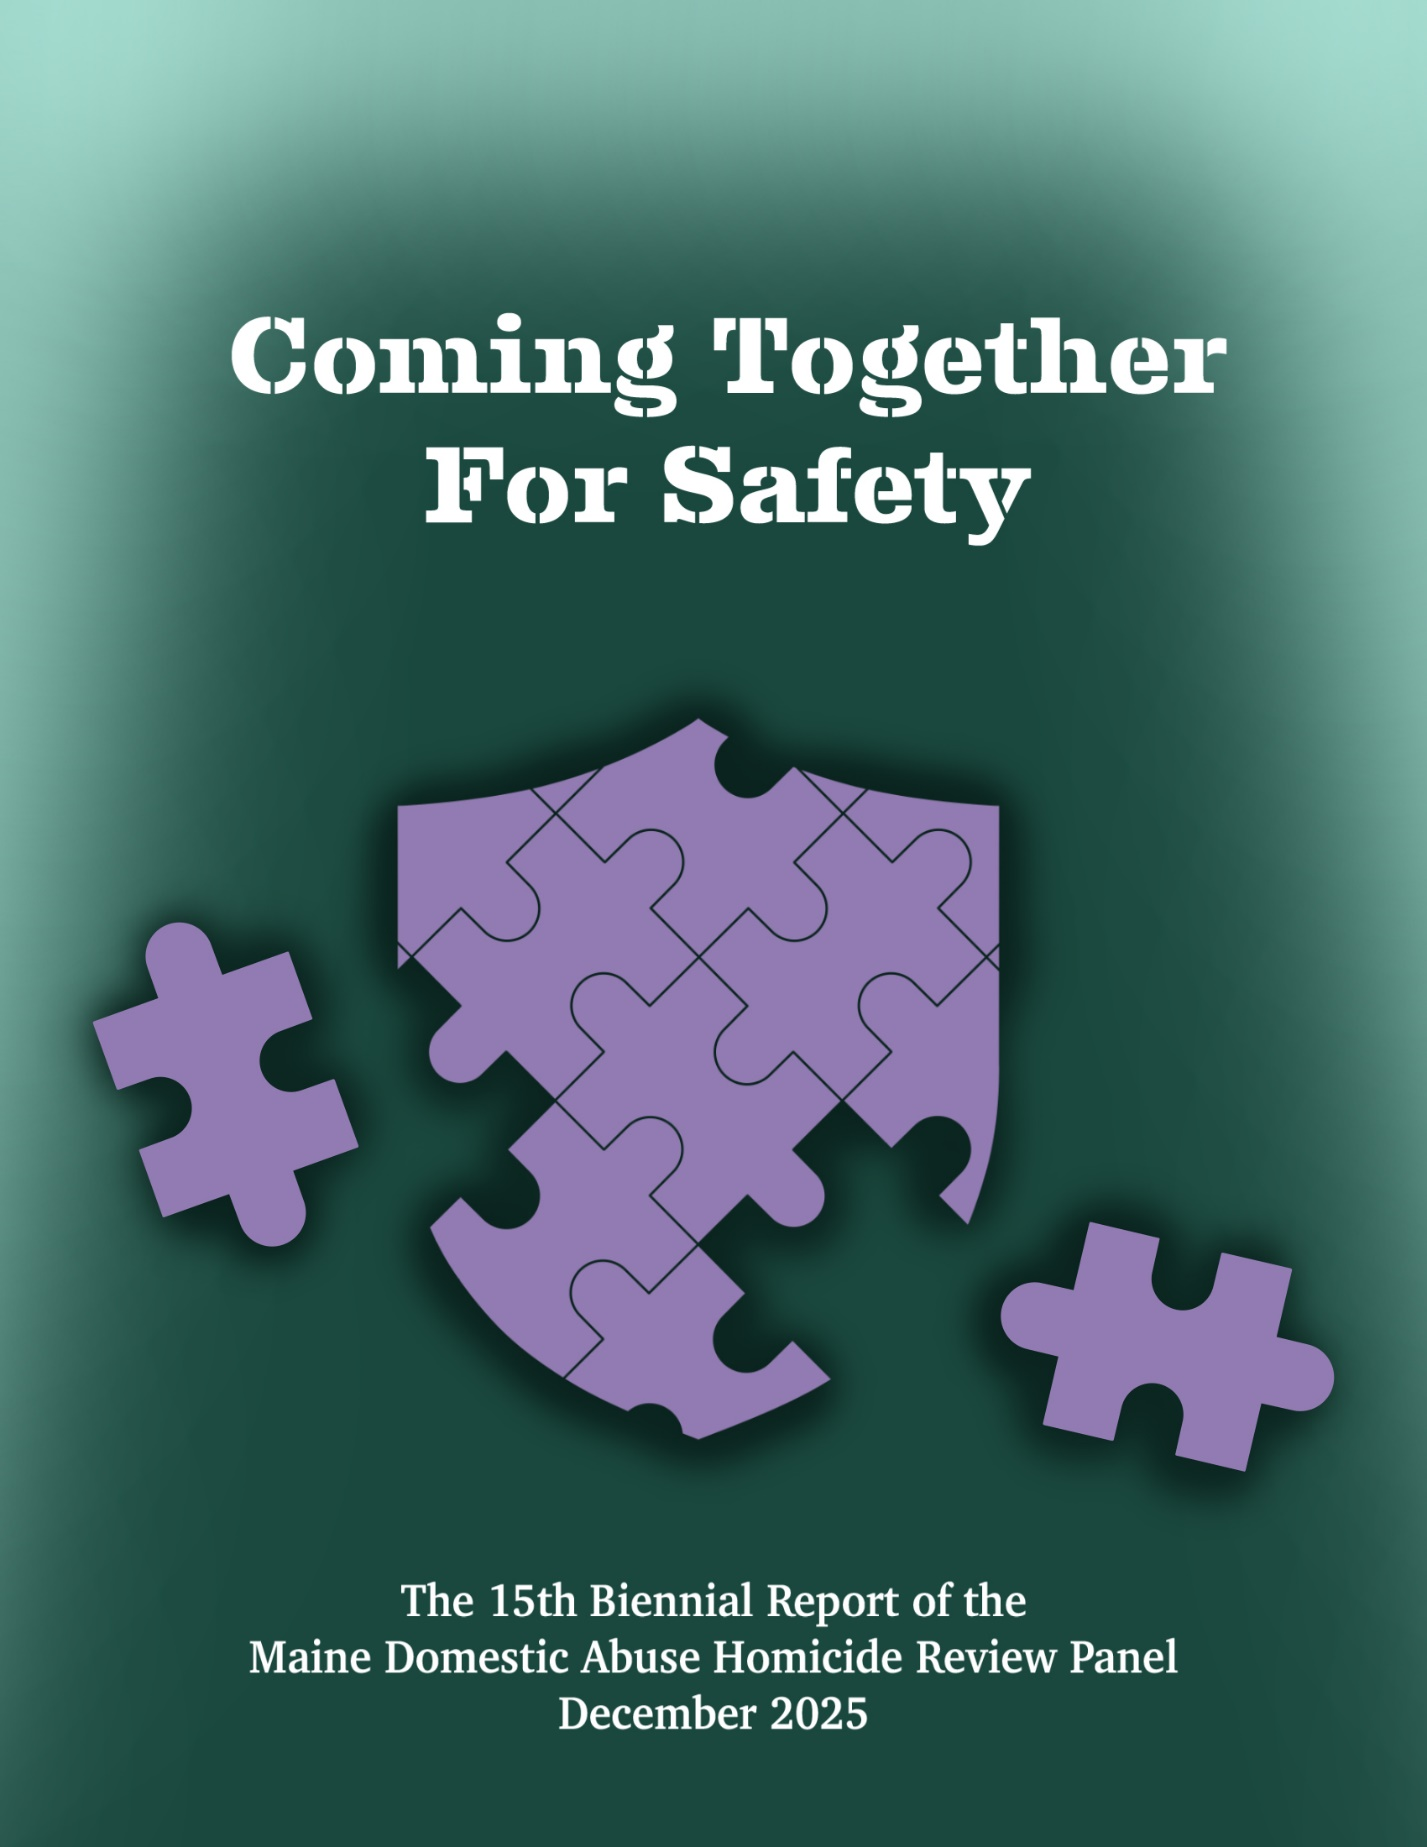 Coming Together
For Safety
The 15th Biennial Report of the
Maine Domestic Abuse Homicide Review Panel
December 2025